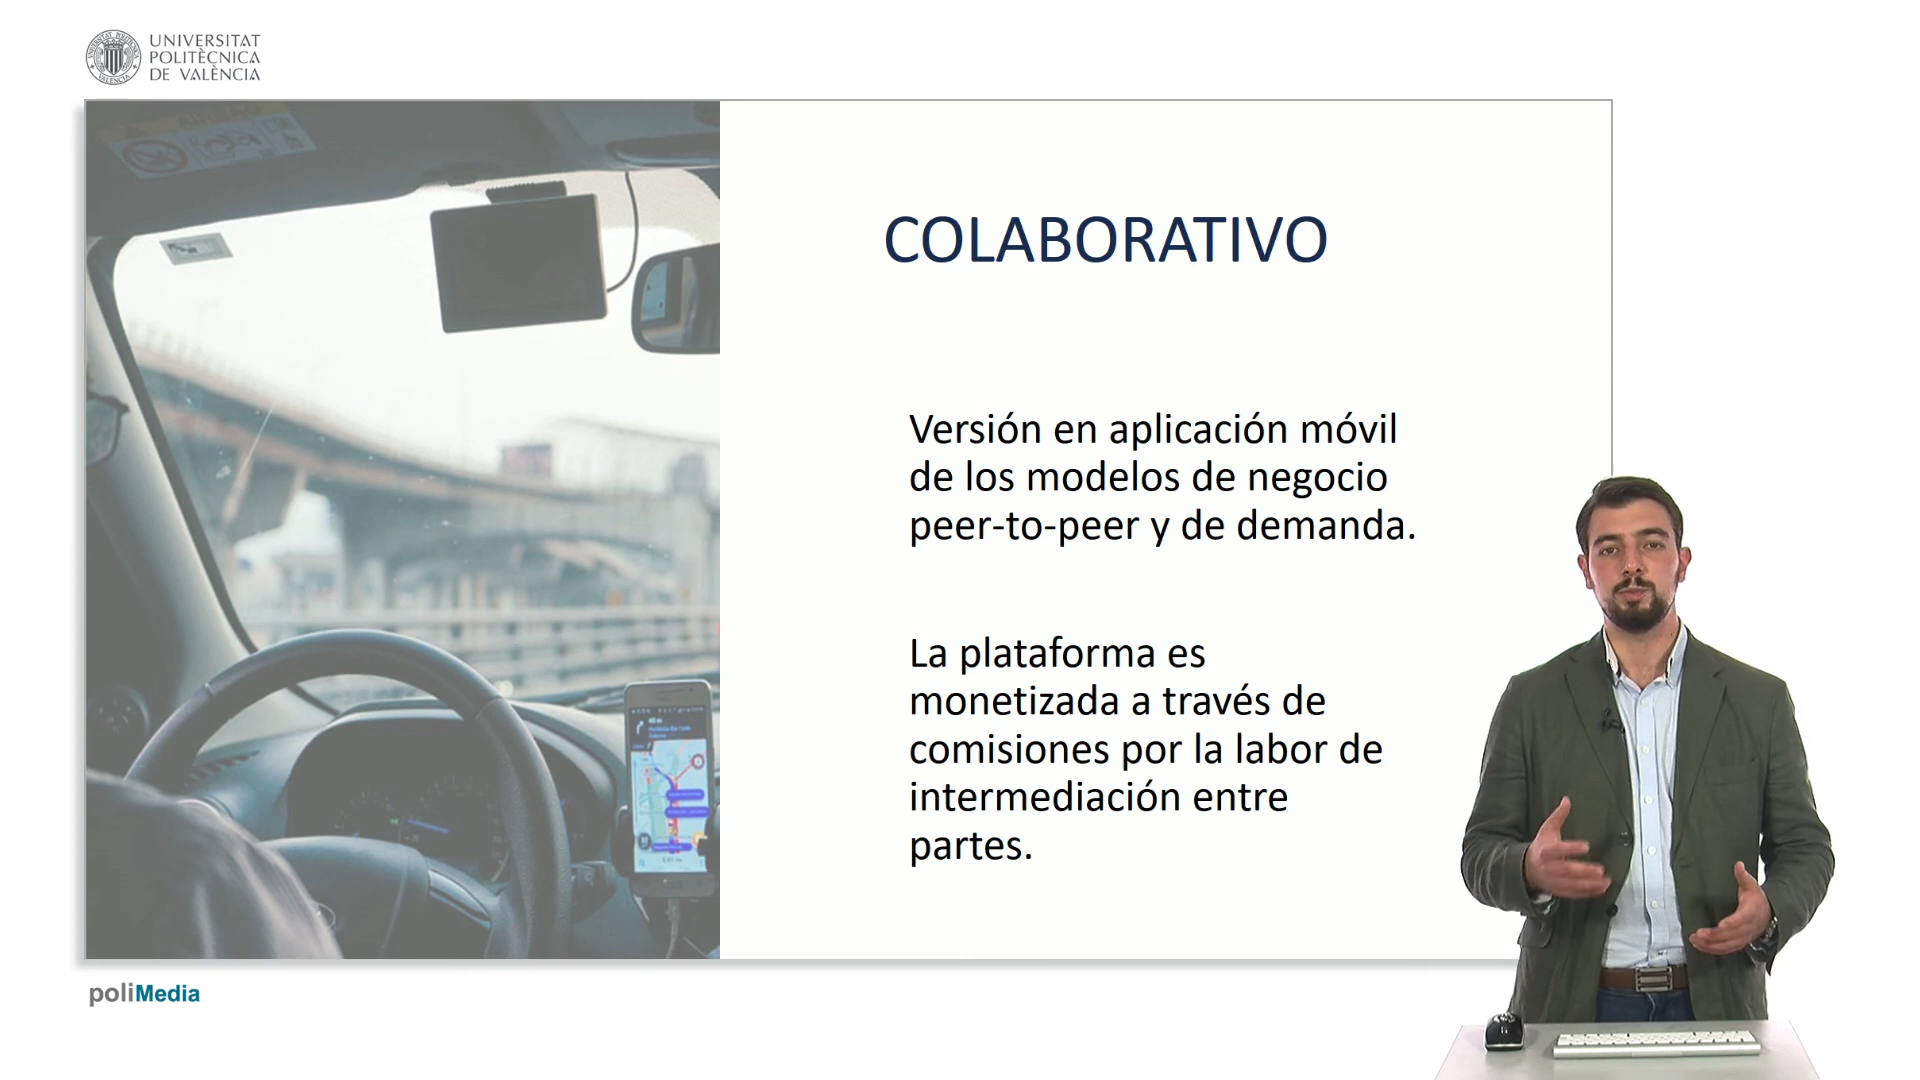 UNIVERSITAT
POLITÈCNICA
DE VALÈNCIA
COLABORATIVO
Versión en aplicación móvil
de los modelos de negocio
peer-to-peer y de demanda.
La plataforma es
monetizada a través de
comisiones por la labor de
intermediación entre
partes.
poliMedia